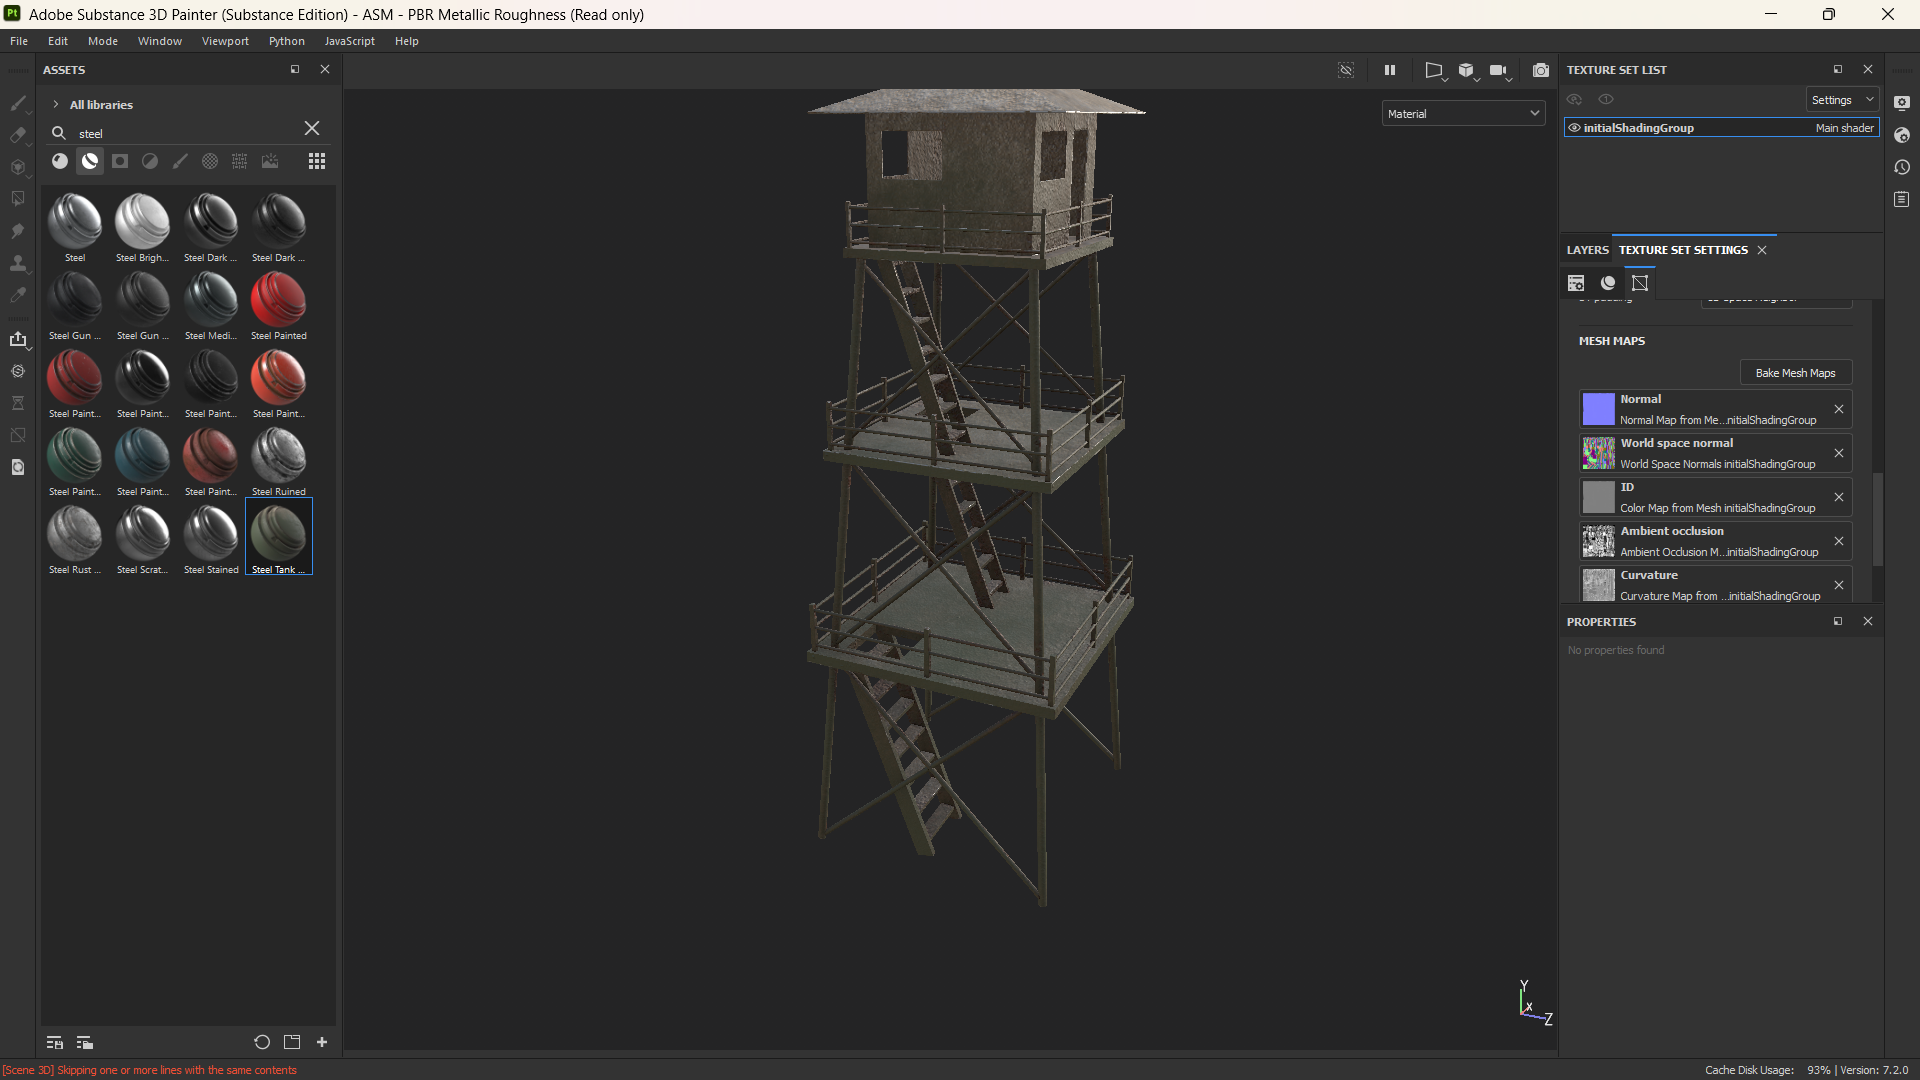 Pt Adobe Substance 3D Painter (Substance Edition) - ASM - PBR Metallic Roughness (Read only)
File Edit Mode Window Viewport Python JavaScript Help
ASSETS
All libraries
steel
Steel Steel Brigh... Steel Dark ... Steel Dark ...
Steel Gun ... Steel Gun ... Steel Medi... Steel Painted
Steel Paint... Steel Paint... Steel Paint... Steel Paint...
Steel Paint... Steel Paint... Steel Paint... Steel Ruined
Steel Rust ... Steel Scrat... Steel Stained Steel Tank ...
Material
Y
X
Z
TEXTURE SET LIST
Settings
initialShadingGroup Main shader
LAYERS TEXTURE SET SETTINGS
MESH MAPS
Bake Mesh Maps
Normal
Normal Map from Me...initialShadingGroup
World space normal
World Space Normals initialShadingGroup
ID
Color Map from Mesh initialShadingGroup
Ambient occlusion
Ambient Occlusion M...initialShadingGroup
Curvature
Curvature Map from ...initialShadingGroup
PROPERTIES
No properties found
[Scene 3D] Skipping one or more lines with the same contents
Cache Disk Usage: 93% | Version: 7.2.0